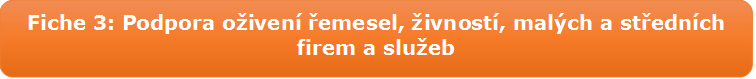 Fiche 3: Podpora oživení řemesel, živností, malých a středních
firem a služeb